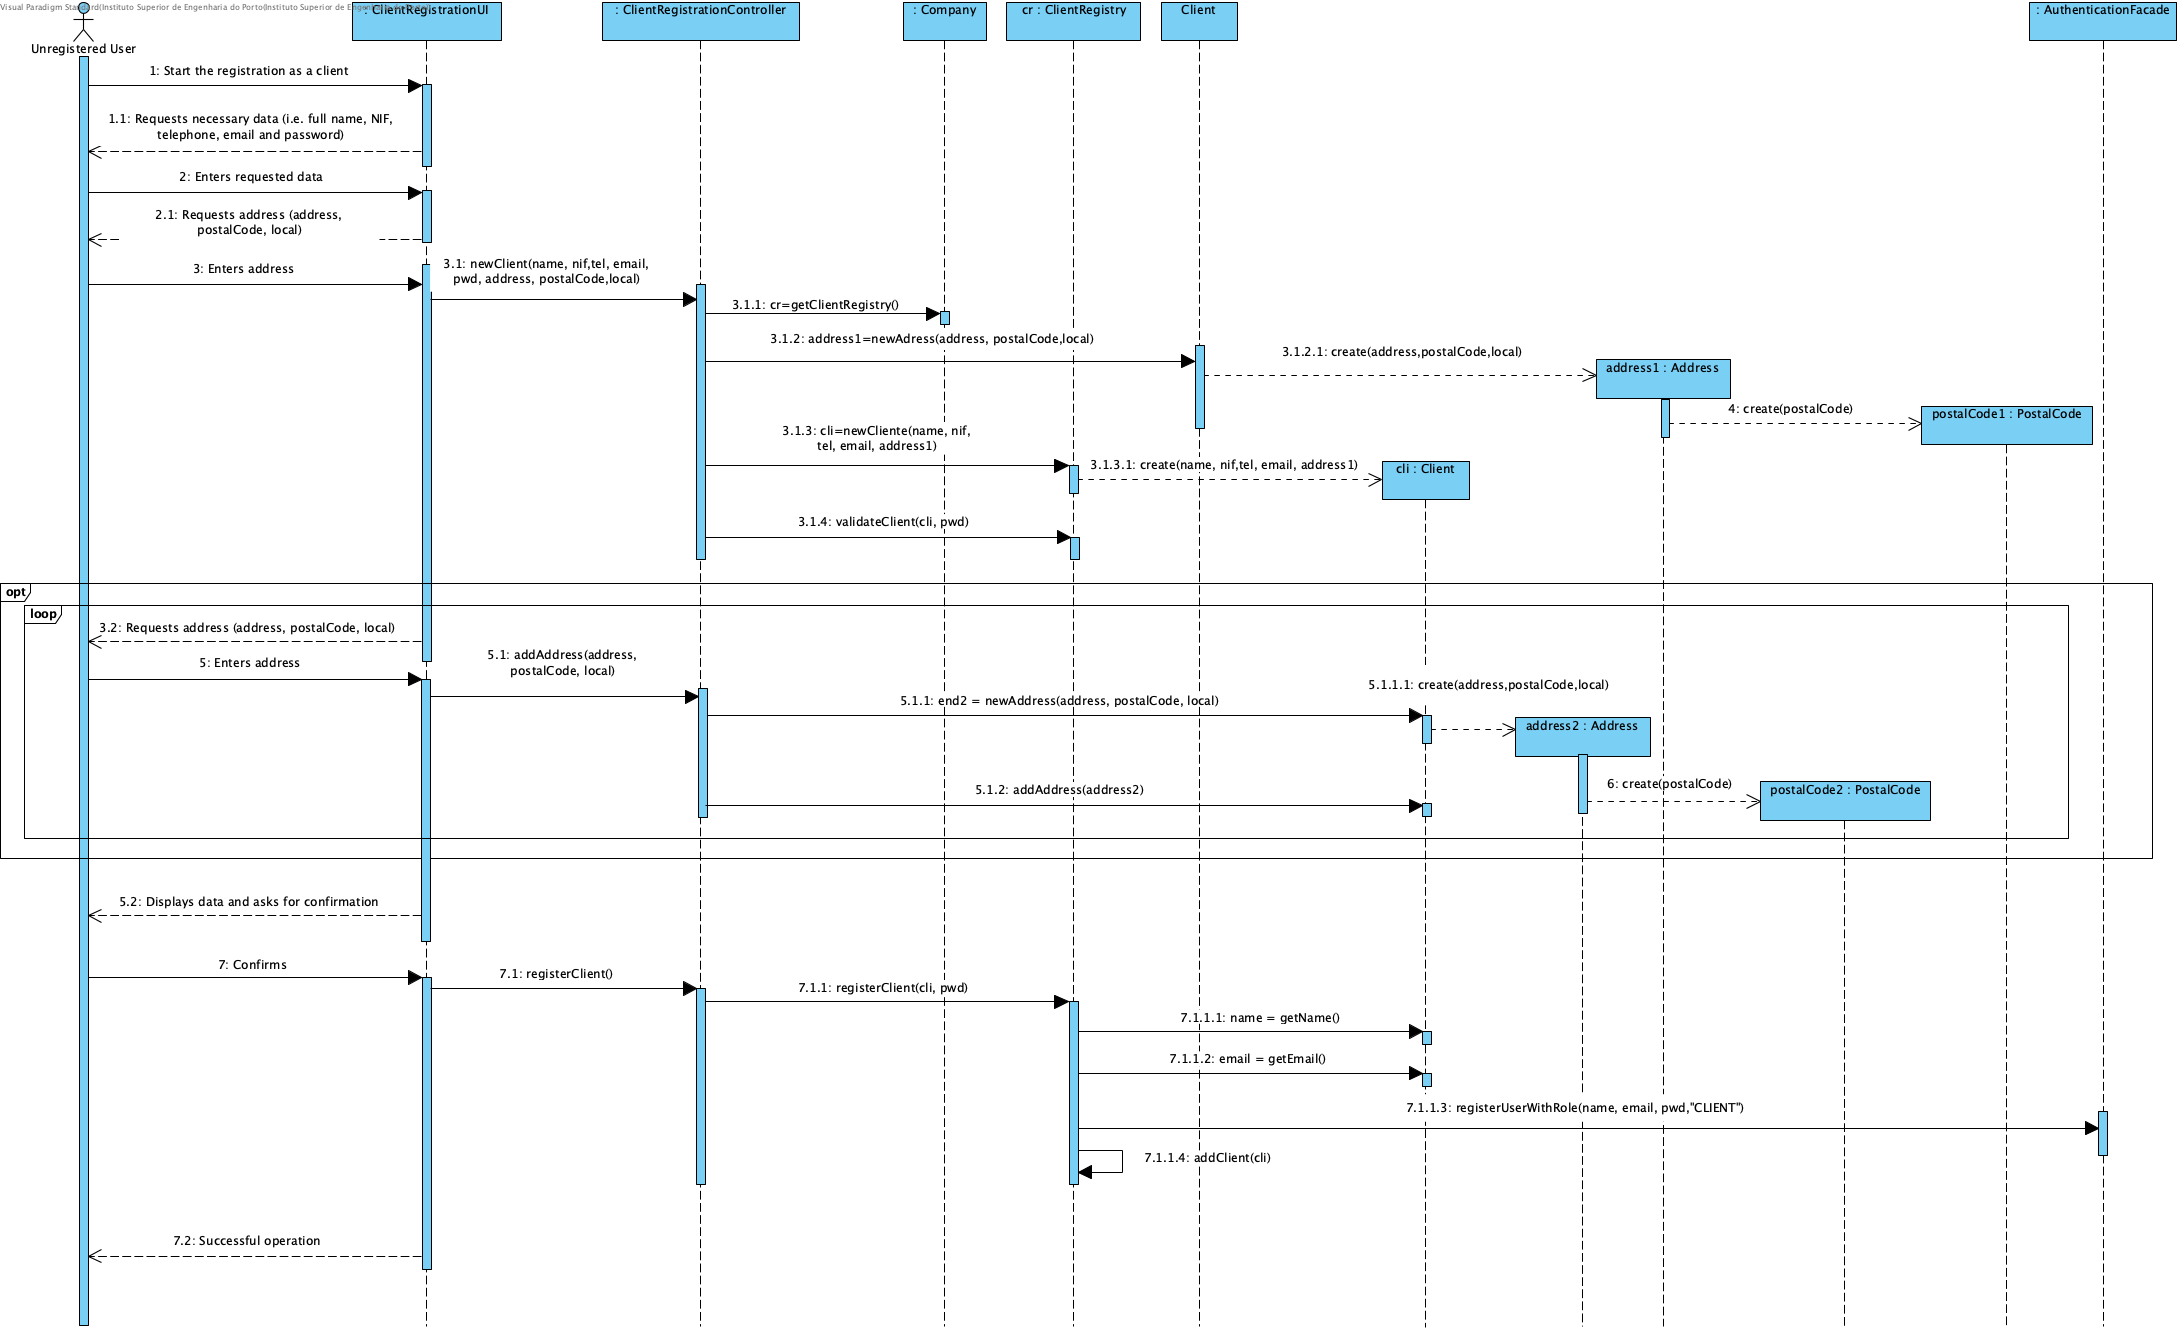 Visual Paradigm Standard(Instituto Superior de Engenharia do Porto(Instituto Superior de
: ClientRegistrationUI
: ClientRegistrationController
: Company
cr : ClientRegistry
Client
: AuthenticationFacade
Unregistered User
1: Start the registration as a client
1.1: Requests necessary data (i.e. full name, NIF,
telephone, email and password)
2: Enters requested data
2.1: Requests address (address,
postalCode, local)
3: Enters address
3.1: newClient(name, nif,tel, email,
pwd, address, postalCode,local)
3.1.1: cr=getClientRegistry()
3.1.2: address1=newAdress(address, postalCode,local)
3.1.2.1: create(address,postalCode,local)
address1 : Address
4: create(postalCode)
postalCode1 : PostalCode
3.1.3: cli=newCliente(name, nif,
tel, email, address1)
3.1.3.1: create(name, nif,tel, email, address1)
cli : Client
3.1.4: validateClient(cli, pwd)
opt
loop
3.2: Requests address (address, postalCode, local)
5: Enters address
5.1: addAddress(address,
postalCode, local)
5.1.1: end2 = newAddress(address, postalCode, local)
5.1.1.1: create(address,postalCode,local)
address2 : Address
6: create(postalCode)
postalCode2 : PostalCode
5.1.2: addAddress(address2)
5.2: Displays data and asks for confirmation
7: Confirms
7.1: registerClient()
7.1.1: registerClient(cli, pwd)
7.1.1.1: name = getName()
7.1.1.2: email = getEmail()
7.1.1.3: registerUserWithRole(name, email, pwd,"CLIENT")
7.1.1.4: addClient(cli)
7.2: Successful operation